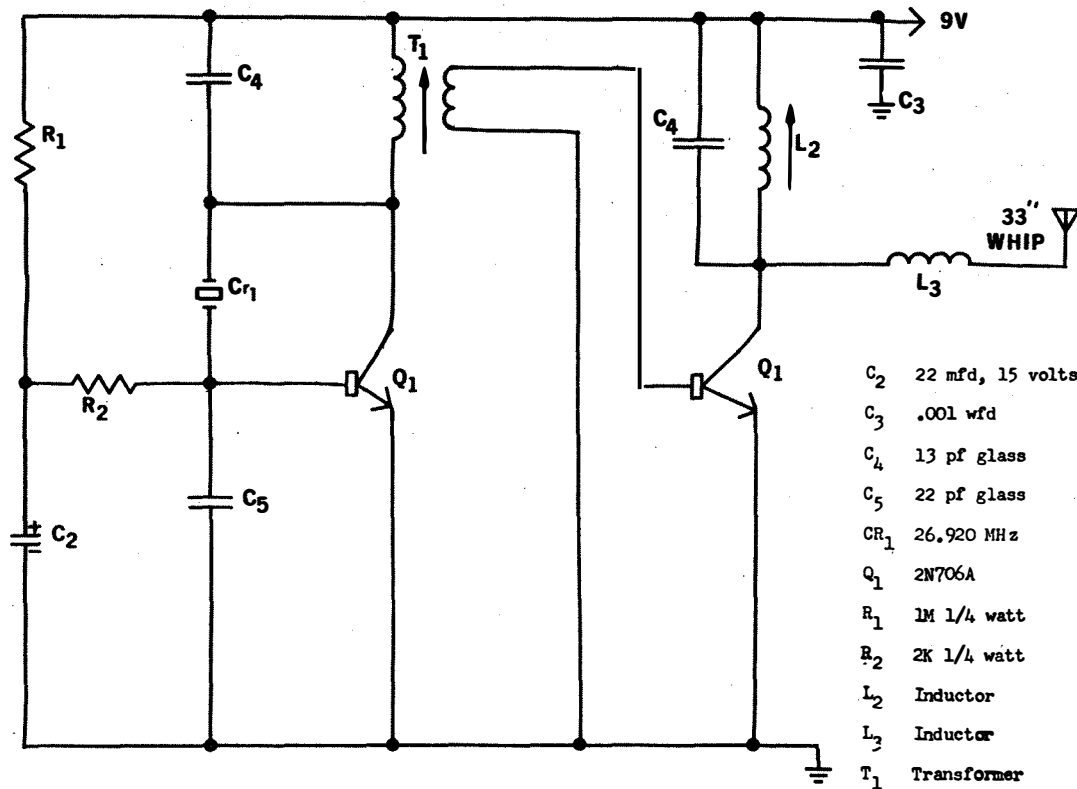 9V
T1
C4
C3
R1
C4
L2
33"
WHIP
L3
Cr1
Q1
Q1
R2
C5
C2
+
-
C2 22 mfd, 15 volts
C3 .001 wfd
C4 13 pf glass
C5 22 pf glass
CR1 26.920 MHz
Q1 2N706A
R1 1M 1/4 watt
R2 2K 1/4 watt
L2 Inductor
L3 Inductor
T1 Transformer